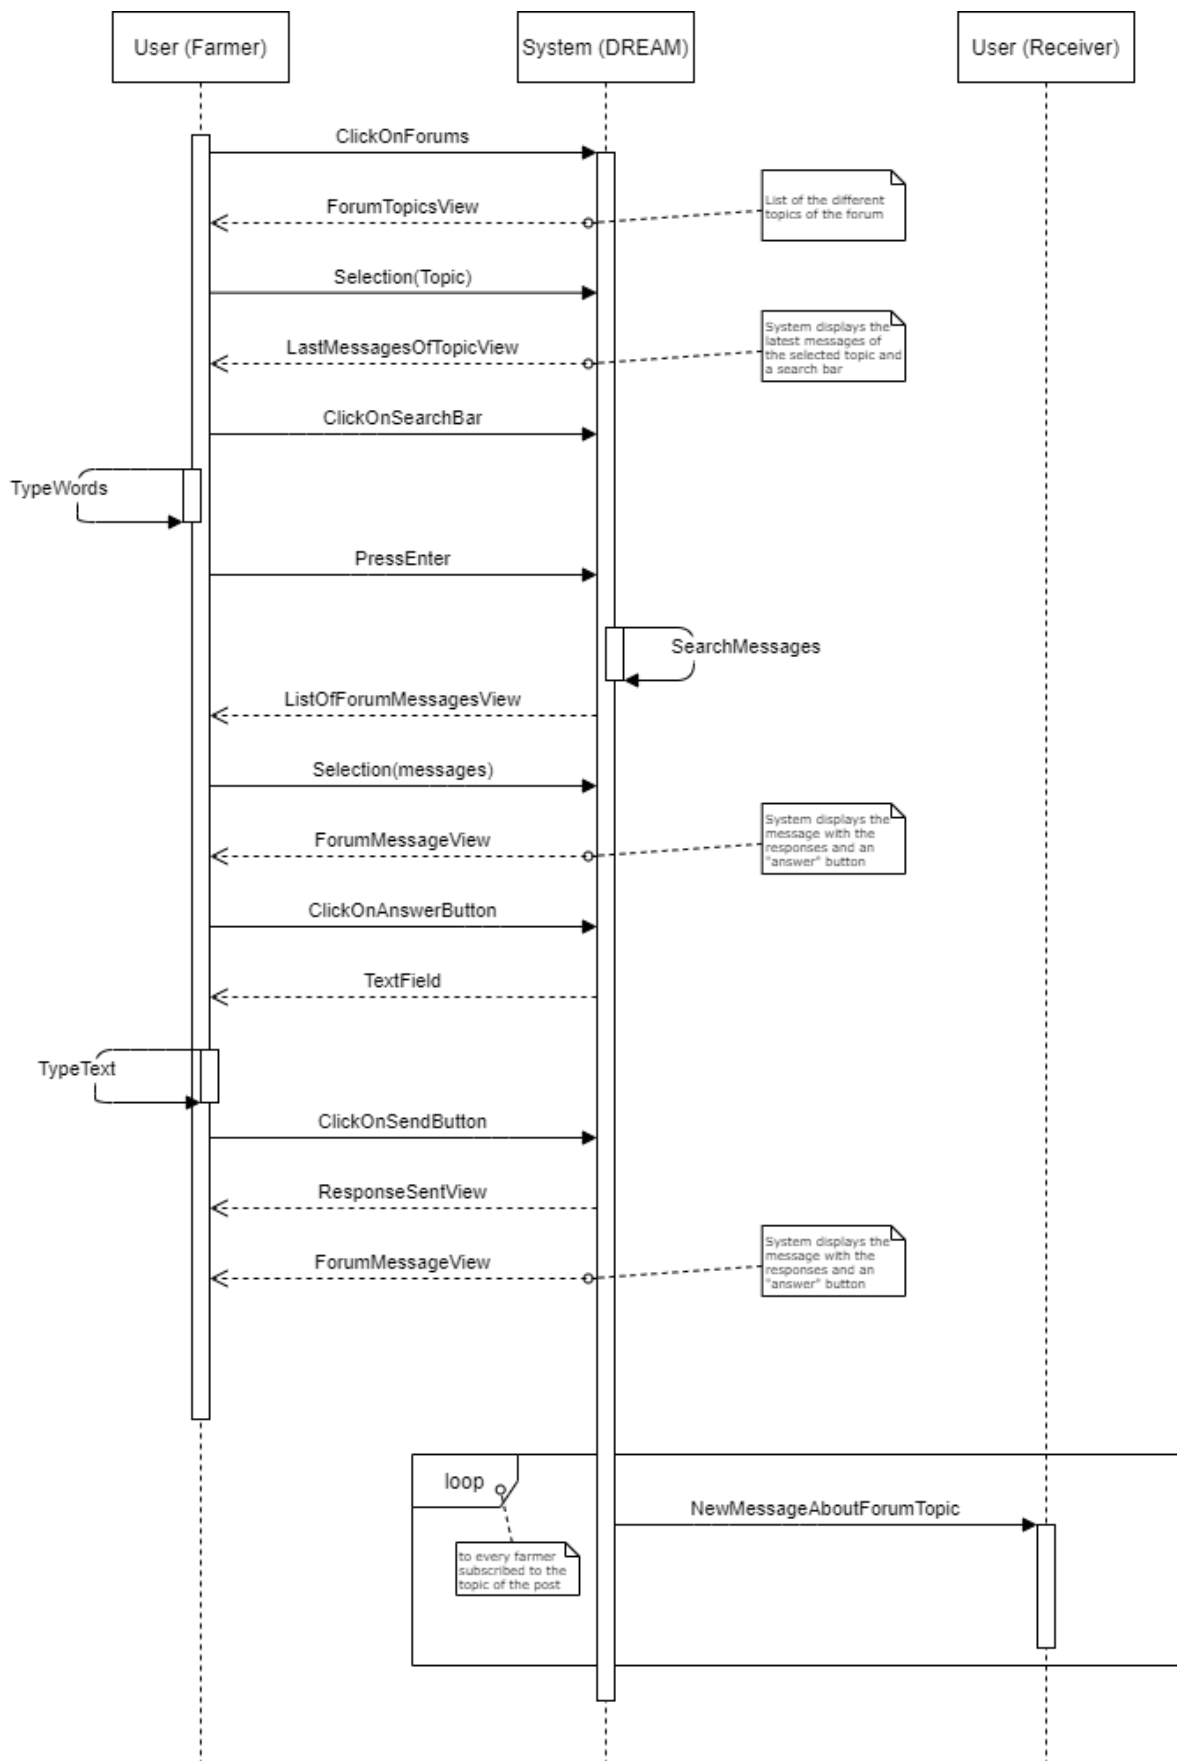 User (Farmer)
System (DREAM)
User (Receiver)
ClickOnForums
ForumTopicsView
List of the different
topics of the forum
Selection(Topic)
LastMessagesOfTopicView
System displays the
latest messages of
the selected topic and
a search bar
ClickOnSearchBar
TypeWords
PressEnter
SearchMessages
ListOfForumMessagesView
Selection(messages)
ForumMessageView
System displays the
message with the
responses and an
"answer" button
ClickOnAnswerButton
TextField
TypeText
ClickOnSendButton
ResponseSentView
ForumMessageView
System displays the
message with the
responses and an
"answer" button
loop
NewMessageAboutForumTopic
to every farmer
subscribed to the
topic of the post